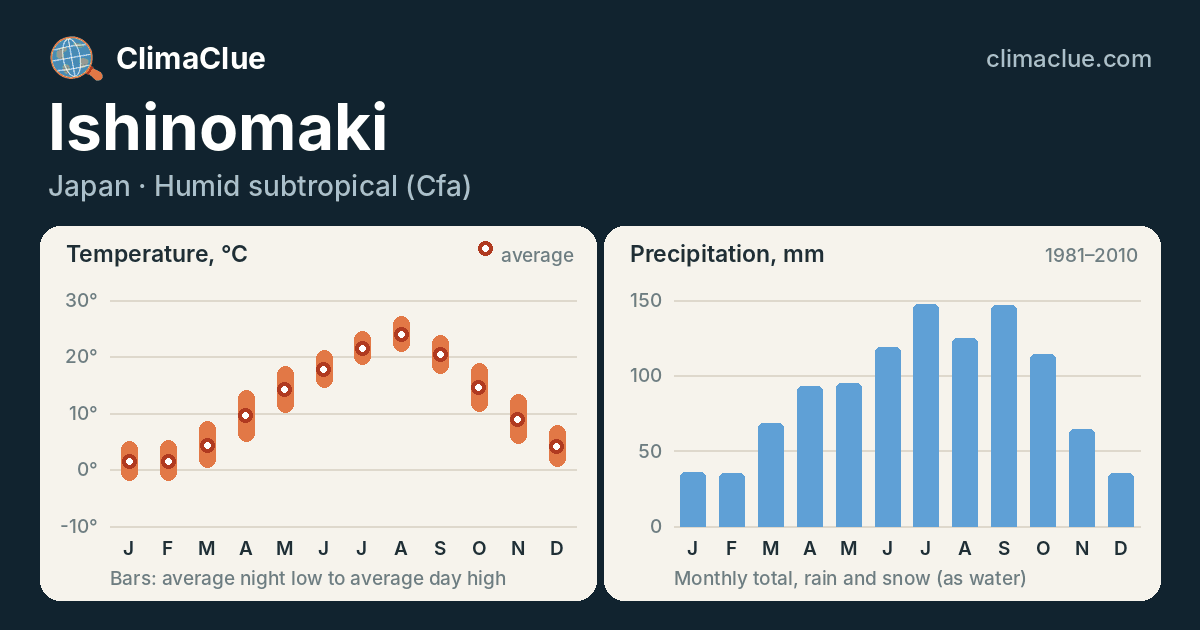 ClimaClue
climaclue.com
Ishinomaki
Japan · Humid subtropical (Cfa)
Temperature, °C
average
30°
20°
10°
0°
-10°
J F M A M J J A S O N D
Bars: average night low to average day high
Precipitation, mm
1981–2010
150
100
50
0
J F M A M J J A S O N D
Monthly total, rain and snow (as water)